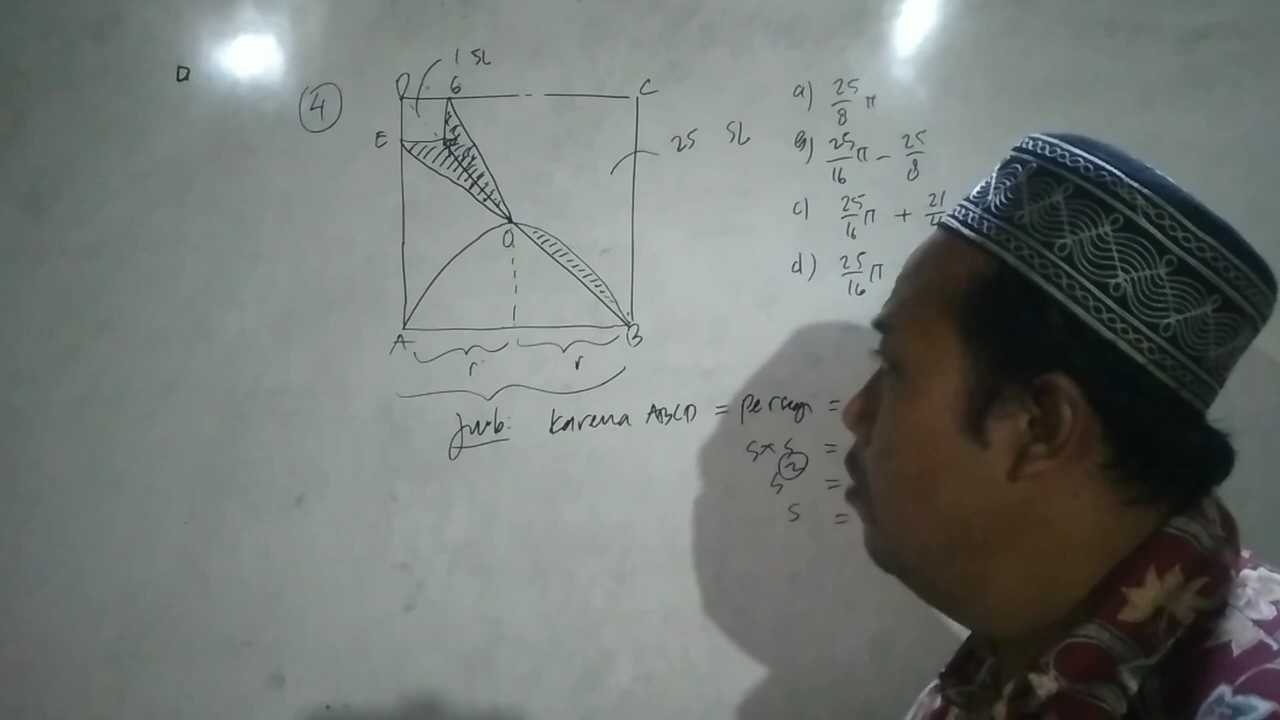 ④
1 SL
D G C
E
25 SL
O
A B
r r
a) 25/8 π
b) 25/16 π - 25/8
c) 25/16 π + 21/
d) 25/16 π
Jwb: Karena ABCD =
s×s =
s² =
s =